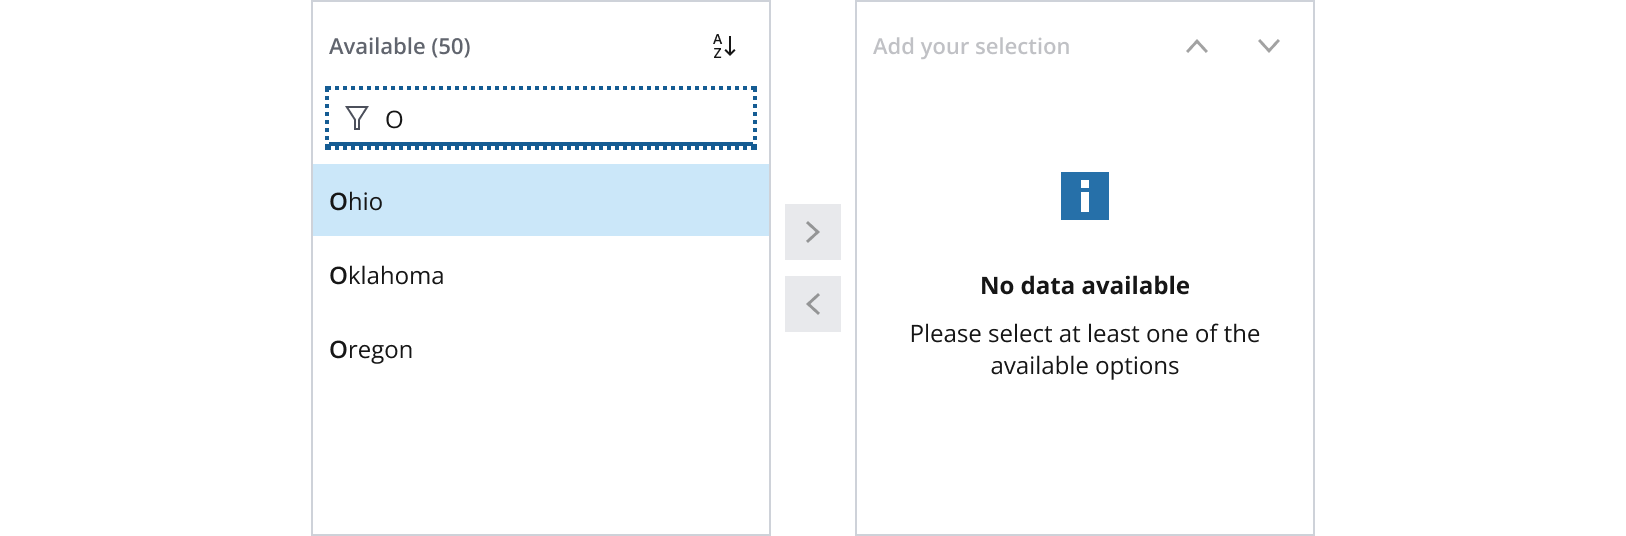 Available (50)
A
Z
O
Ohio
Oklahoma
Oregon
Add your selection
No data available
Please select at least one of the
available options